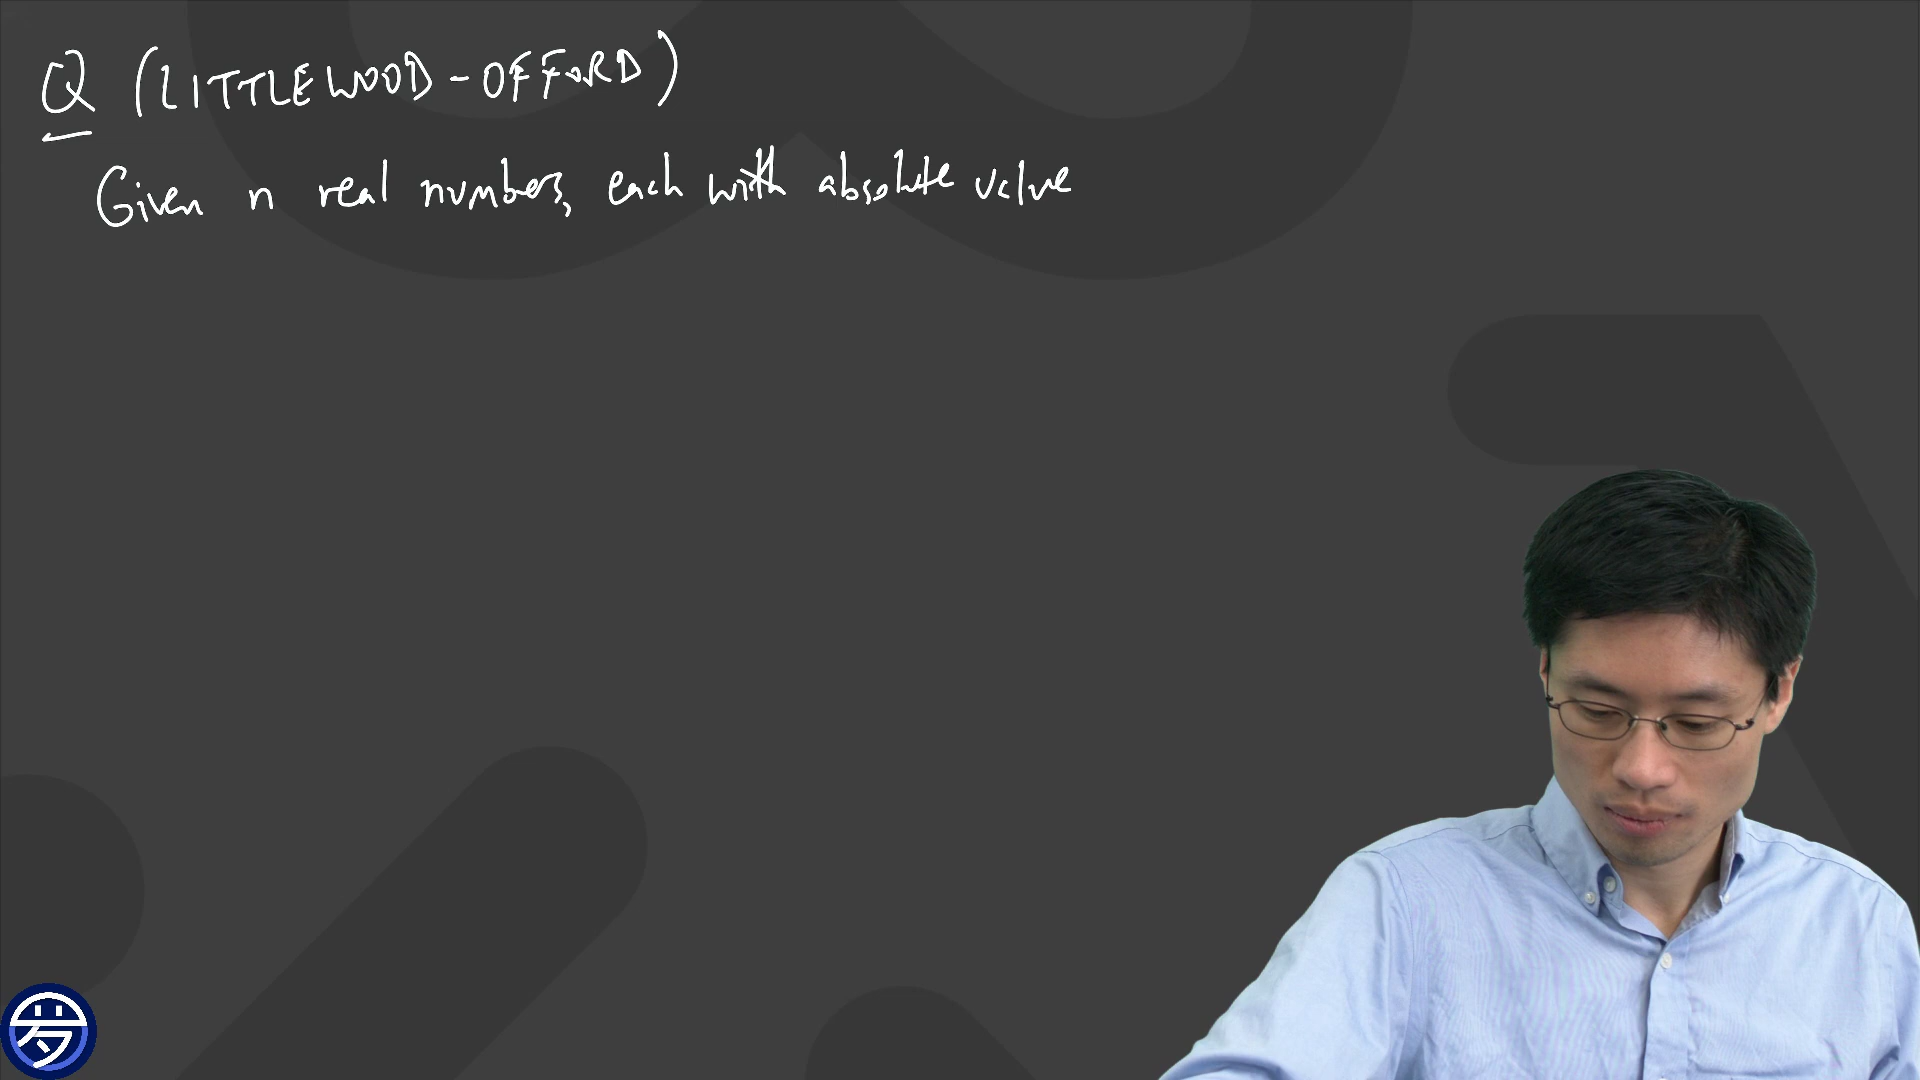 Q (LITTLEWOOD-OFFORD)
Given n real numbers, each with absolute value